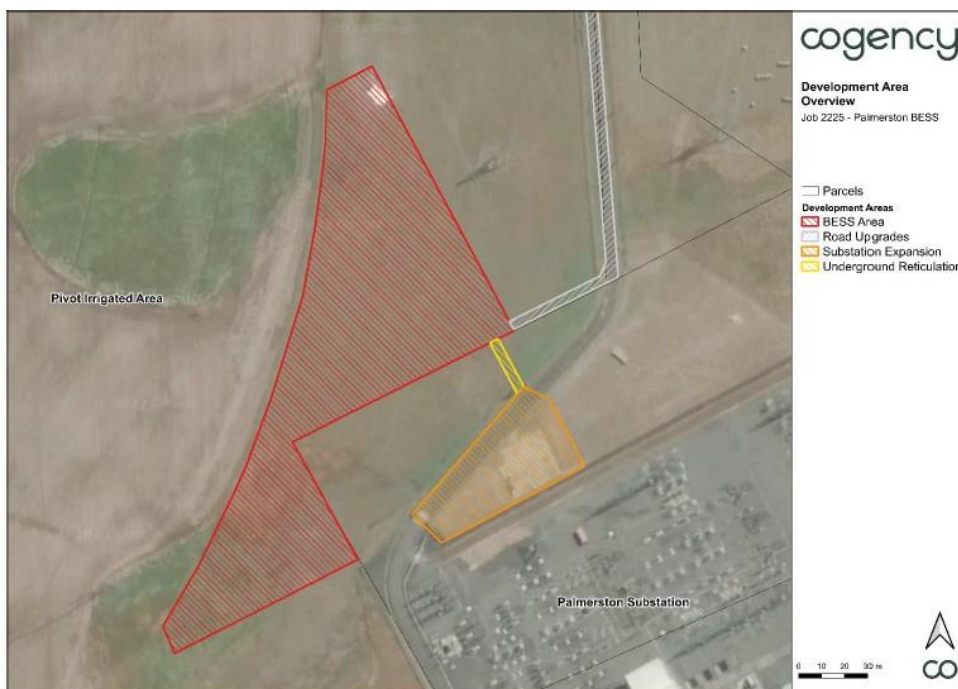 cogency
Development Area
Overview
Job 2225 - Palmerston BESS
Parcels
Development Areas
BESS Area
Road Upgrades
Substation Expansion
Underground Reticulation
Pivot Irrigated Area
Palmerston Substation
0 10 20 30 m
co